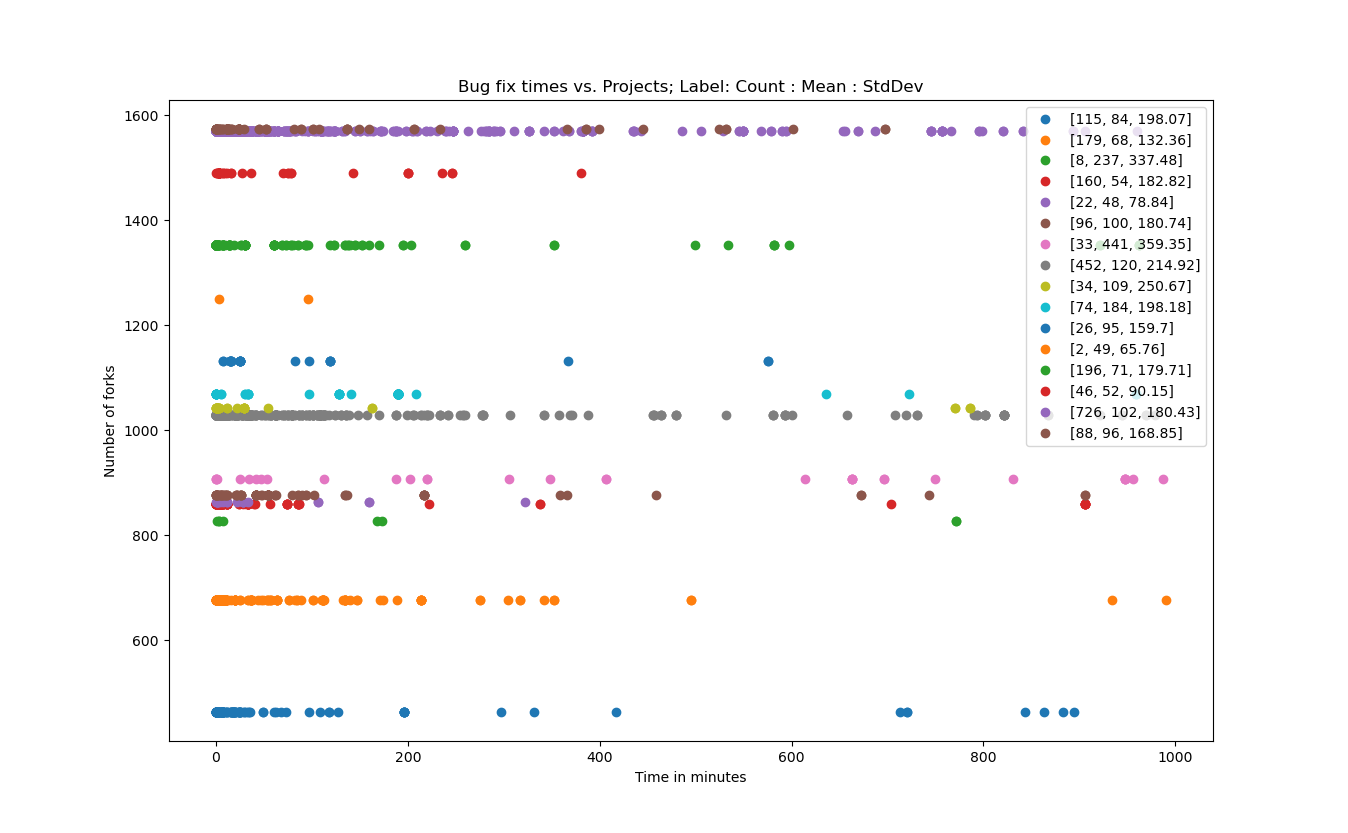 Bug fix times vs. Projects; Label: Count : Mean : StdDev
1600
1400
1200
1000
800
600
Number of forks
[115, 84, 198.07]
[179, 68, 132.36]
[8, 237, 337.48]
[160, 54, 182.82]
[22, 48, 78.84]
[96, 100, 180.74]
[33, 441, 359.35]
[452, 120, 214.92]
[34, 109, 250.67]
[74, 184, 198.18]
[26, 95, 159.7]
[2, 49, 65.76]
[196, 71, 179.71]
[46, 52, 90.15]
[726, 102, 180.43]
[88, 96, 168.85]
0 200 400 600 800 1000
Time in minutes